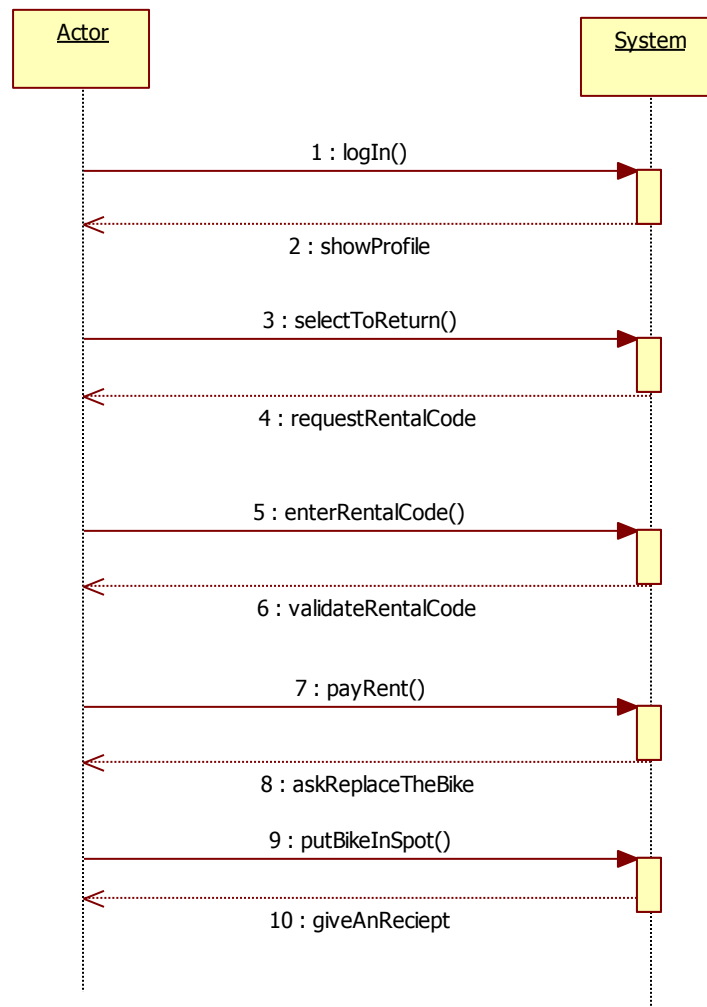 Actor
System
1 : logIn()
2 : showProfile
3 : selectToReturn()
4 : requestRentalCode
5 : enterRentalCode()
6 : validateRentalCode
7 : payRent()
8 : askReplaceTheBike
9 : putBikeInSpot()
10 : giveAnReciept